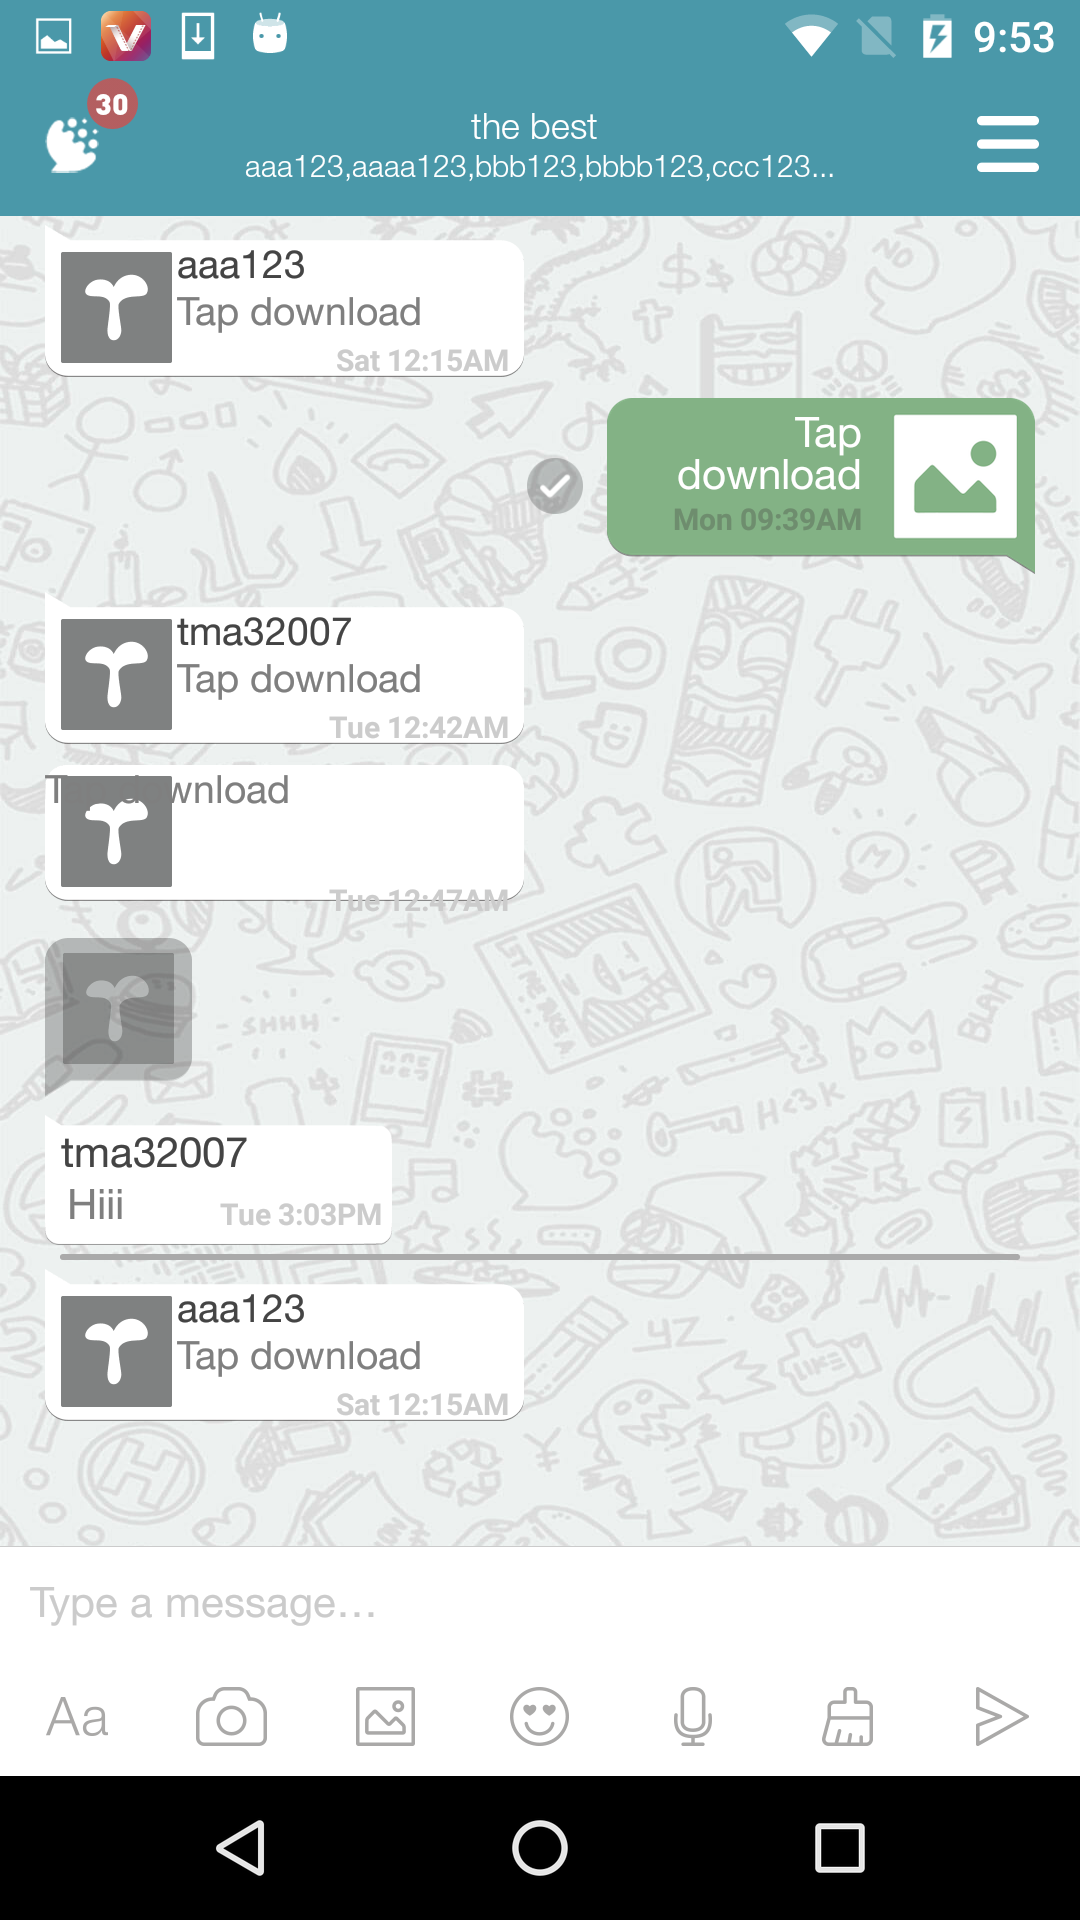 9:53
30
the best
aaa123,aaaa123,bbb123,bbbb123,ccc123...
aaa123
Tap download
Sat 12:15AM
Tap
download
Mon 09:39AM
tma32007
Tap download
Tue 12:42AM
Tap download
Tue 12:47AM
tma32007
Hiii
Tue 3:03PM
aaa123
Tap download
Sat 12:15AM
Type a message...
Aa